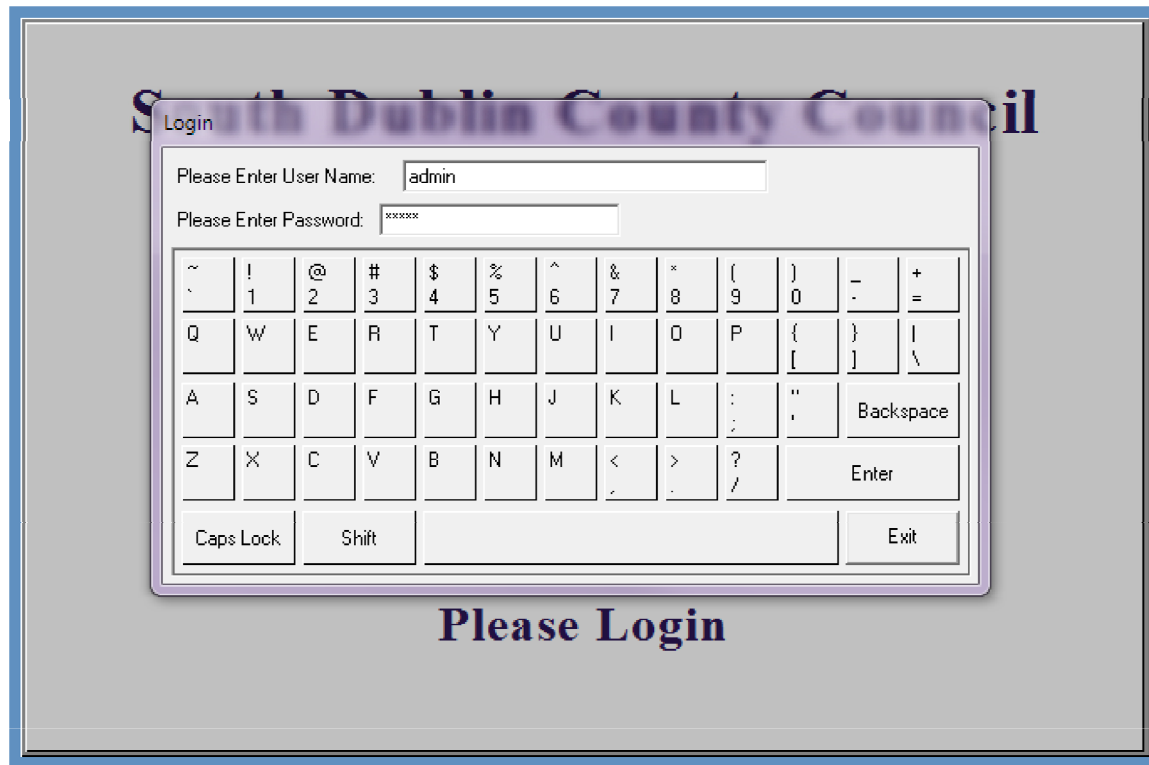 South Dublin County Council
Login
Please Enter User Name: admin
Please Enter Password: *****
~ ! @ # $ % ^ & * ( ) _ +
` 1 2 3 4 5 6 7 8 9 0 - =
Q W E R T Y U I O P { } |
[ ] \
A S D F G H J K L : " Backspace
; '
Z X C V B N M < > ? Enter
, . /
Caps Lock Shift Exit
Please Login